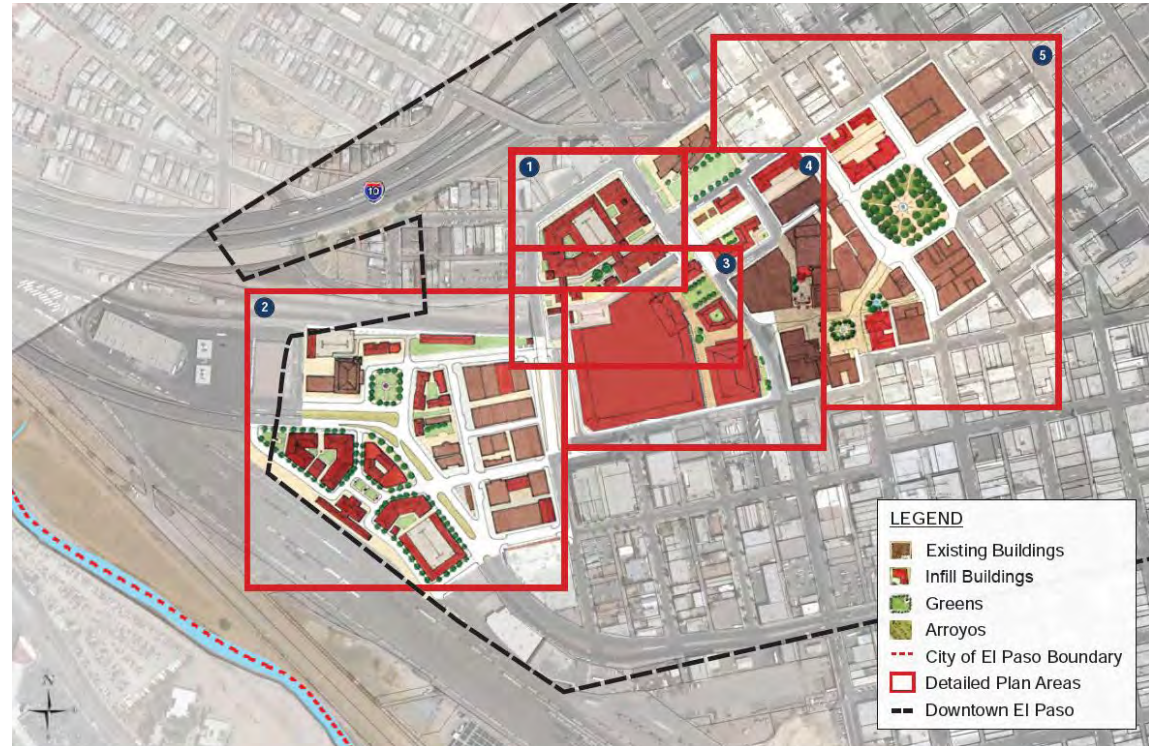 5
1
4
10
3
2
LEGEND
Existing Buildings
Infill Buildings
Greens
Arroyos
City of El Paso Boundary
Detailed Plan Areas
Downtown El Paso
N